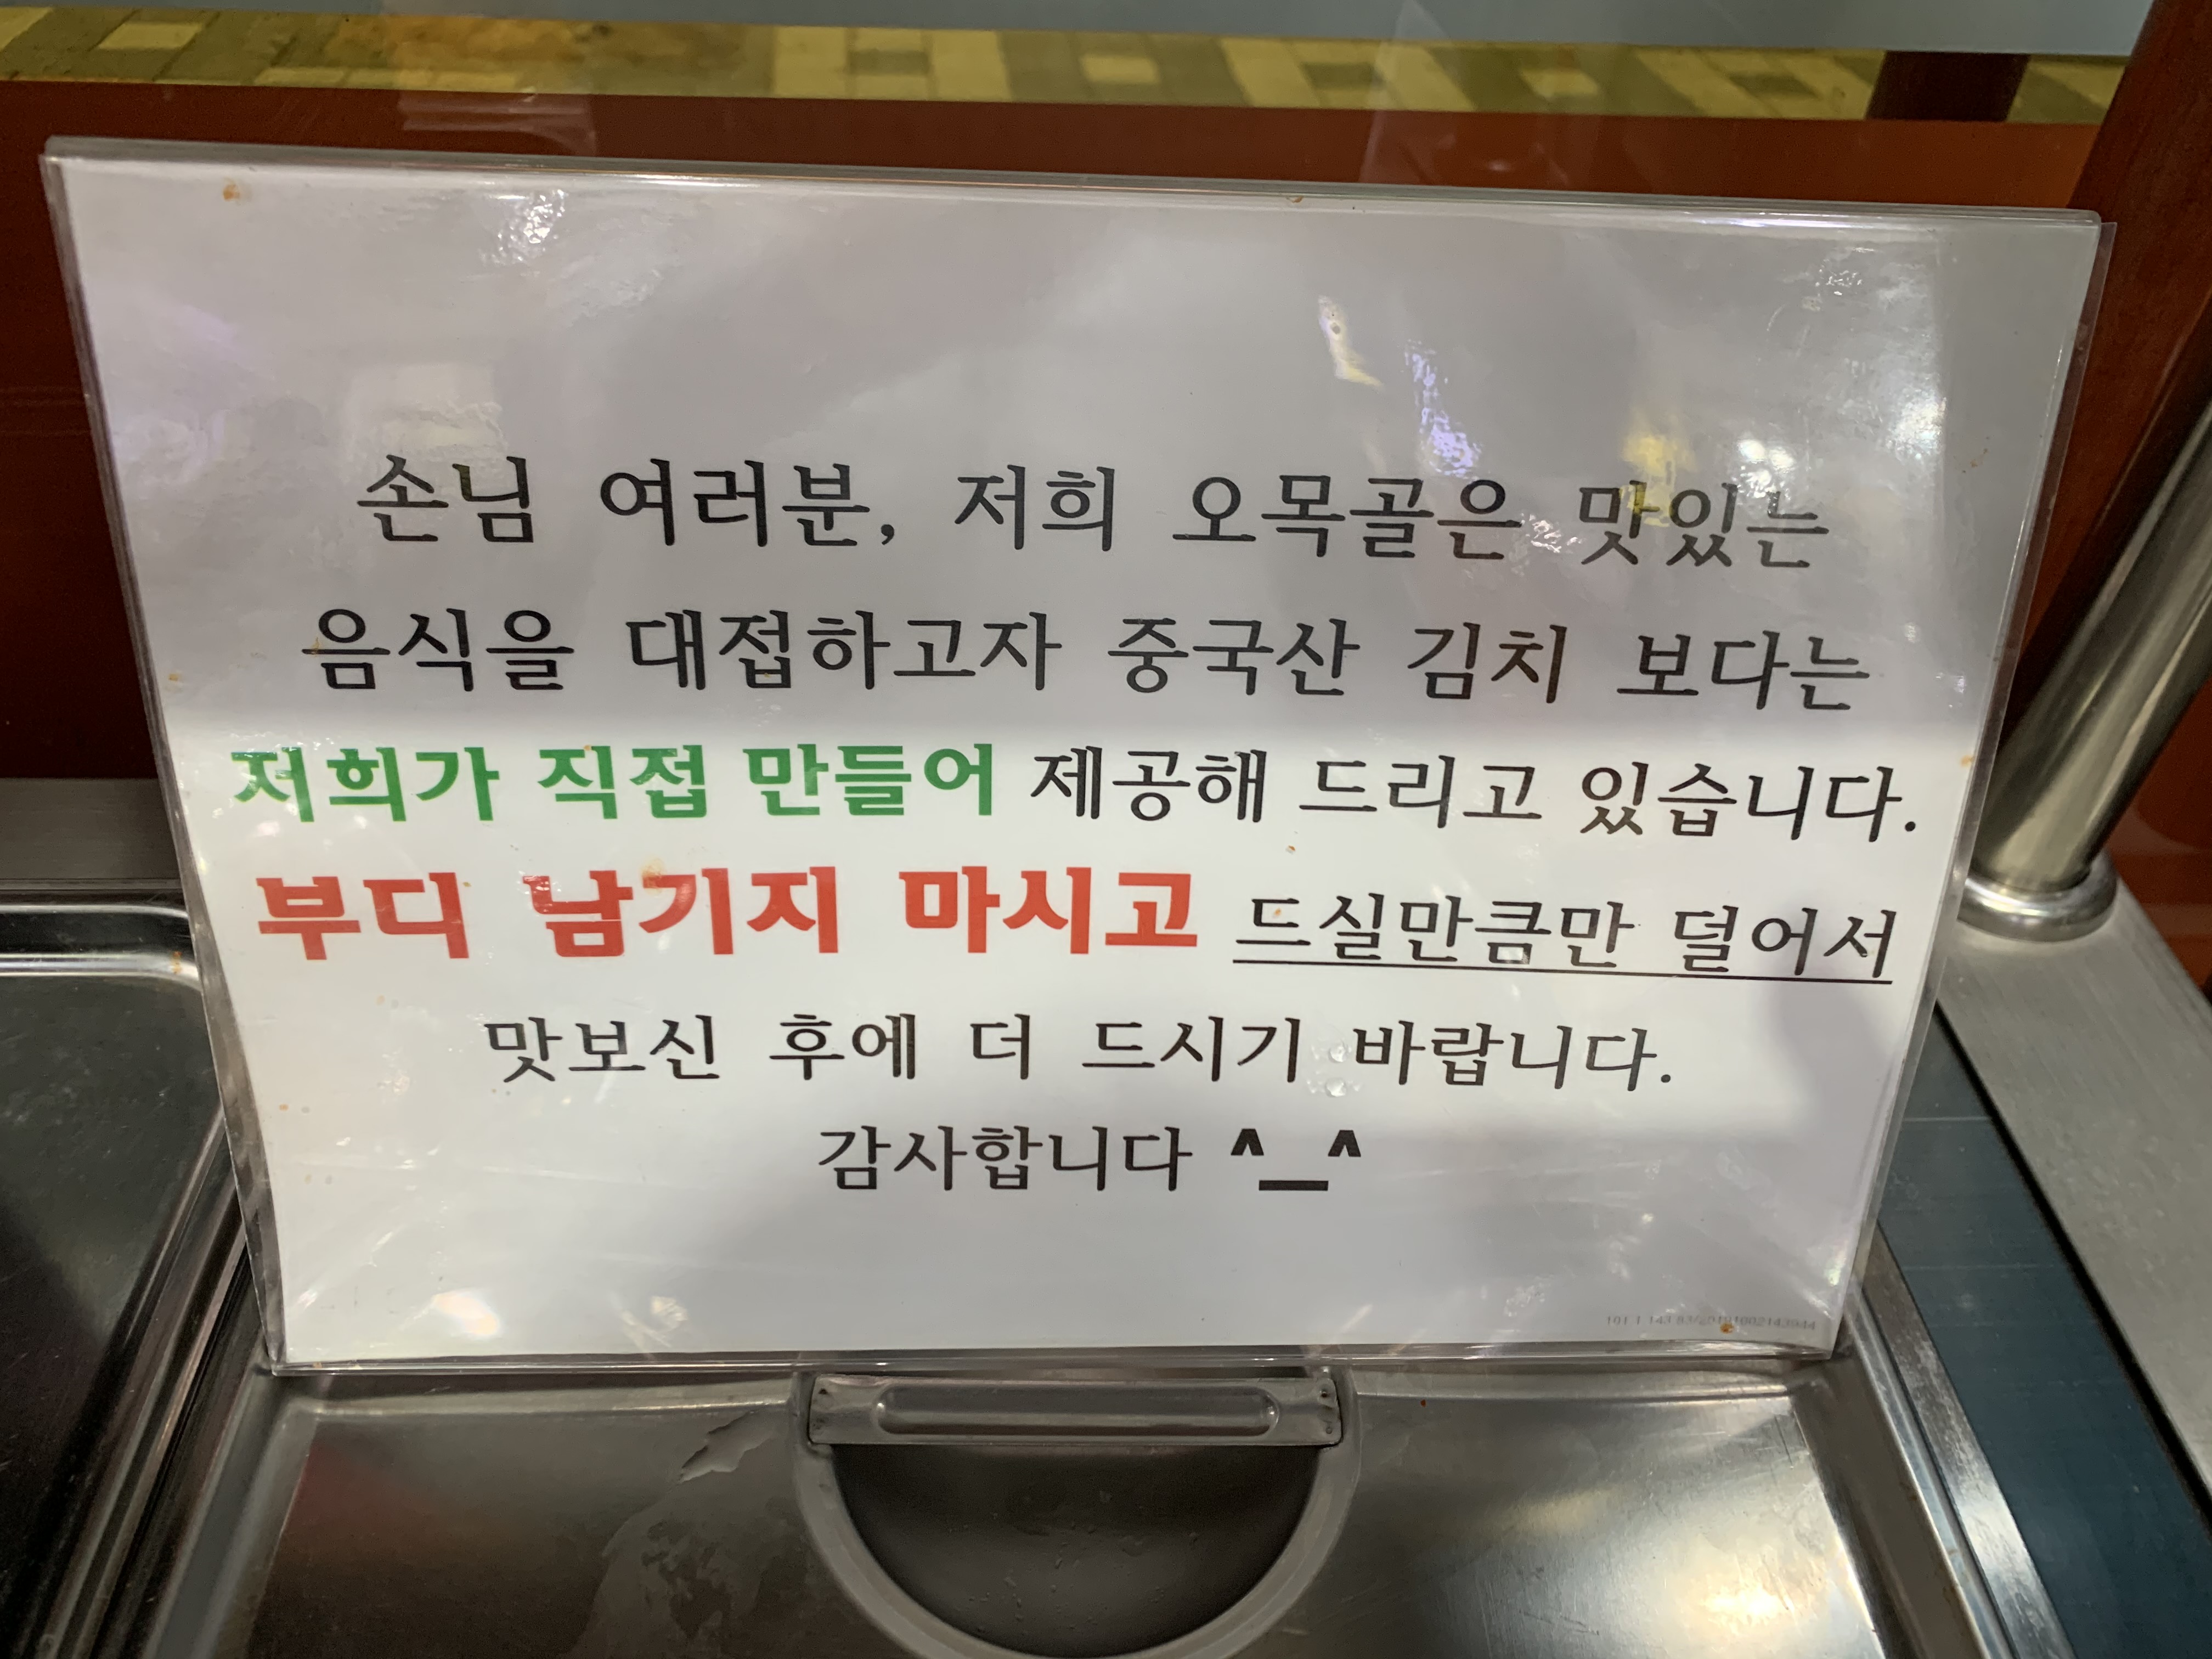 손님 여러분, 저희 오목골은 맛있는
음식을 대접하고자 중국산 김치 보다는
저희가 직접 만들어 제공해 드리고 있습니다.
부디 남기지 마시고 드실만큼만 덜어서
맛보신 후에 더 드시기 바랍니다.
감사합니다 ^_^